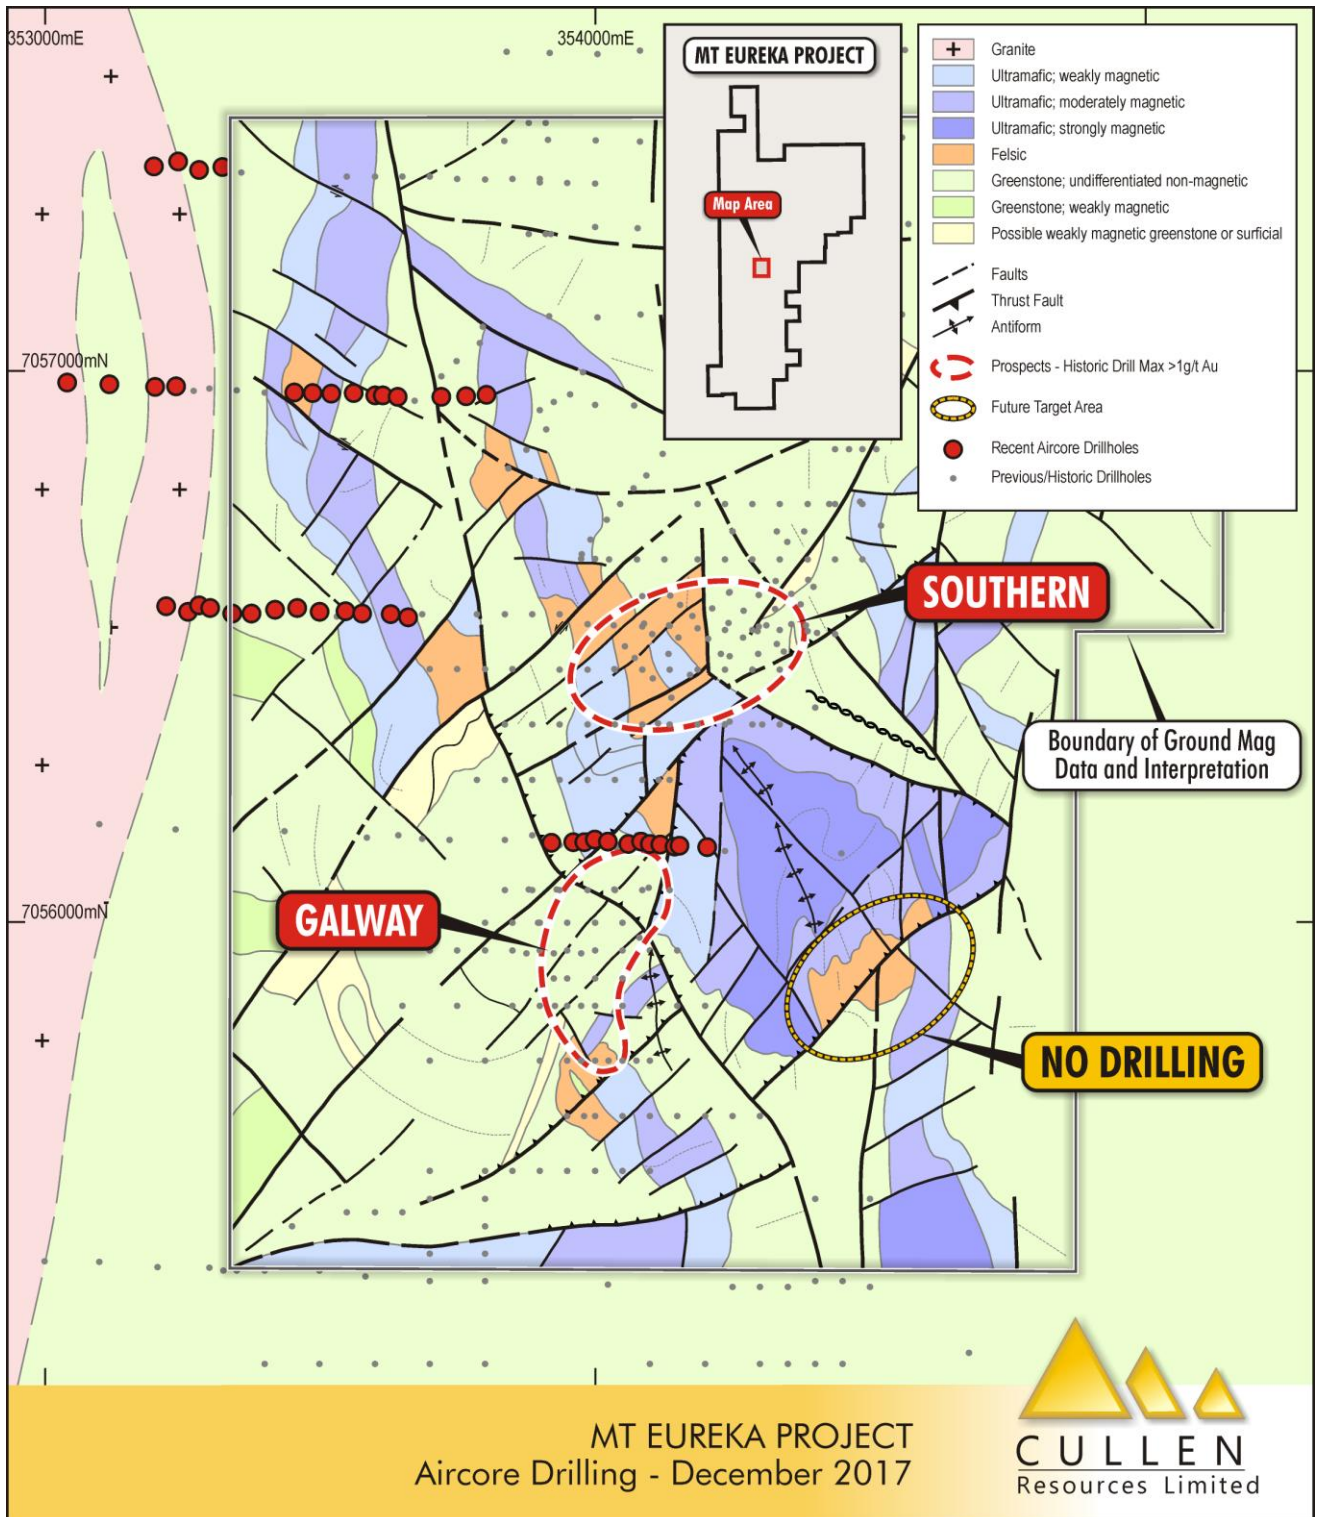 353000mE
354000mE
MT EUREKA PROJECT
Map Area
Granite
Ultramafic; weakly magnetic
Ultramafic; moderately magnetic
Ultramafic; strongly magnetic
Felsic
Greenstone; undifferentiated non-magnetic
Greenstone; weakly magnetic
Possible weakly magnetic greenstone or surficial
Faults
Thrust Fault
Antiform
Prospects - Historic Drill Max >1g/t Au
Future Target Area
Recent Aircore Drillholes
Previous/Historic Drillholes
7057000mN
SOUTHERN
Boundary of Ground Mag
Data and Interpretation
7056000mN
GALWAY
NO DRILLING
MT EUREKA PROJECT
Aircore Drilling - December 2017
CULLEN
Resources Limited